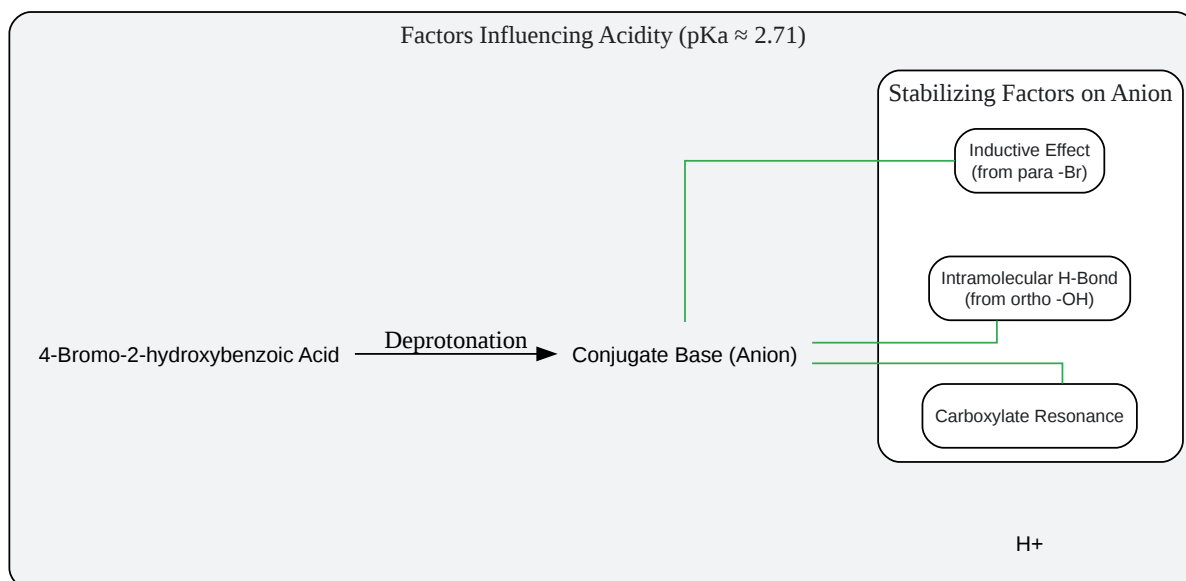 Factors Influencing Acidity (pKa ≈ 2.71)
Stabilizing Factors on Anion
Inductive Effect
(from para -Br)
Intramolecular H-Bond
(from ortho -OH)
4-Bromo-2-hydroxybenzoic Acid
Deprotonation
Conjugate Base (Anion)
Carboxylate Resonance
H+